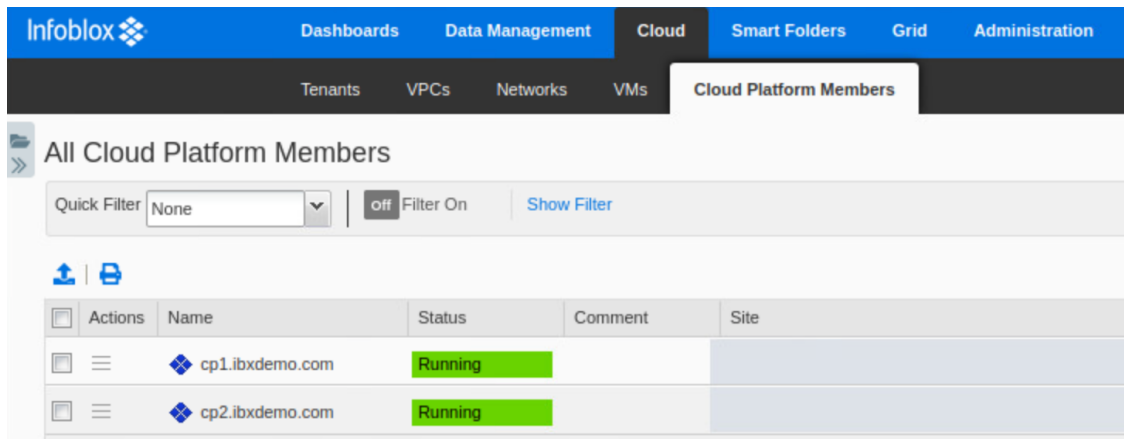 Infoblox Dashboards Data Management Cloud Smart Folders Grid Administration
Tenants VPCs Networks VMs Cloud Platform Members
All Cloud Platform Members
Quick Filter None Off Filter On Show Filter
Actions Name Status Comment Site
cp1.ibxdemo.com Running
cp2.ibxdemo.com Running